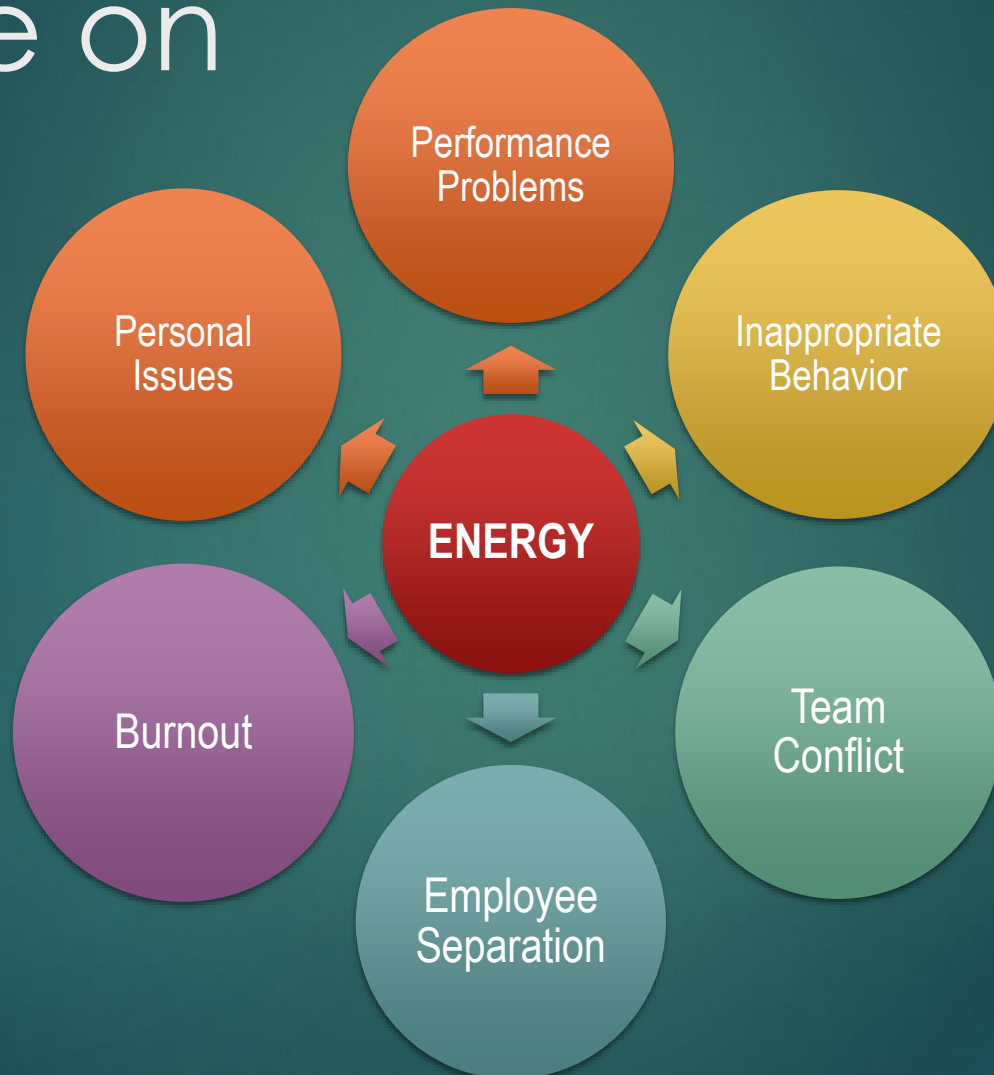 e on
Performance
Problems
Personal
Issues
Inappropriate
Behavior
ENERGY
Burnout
Team
Conflict
Employee
Separation